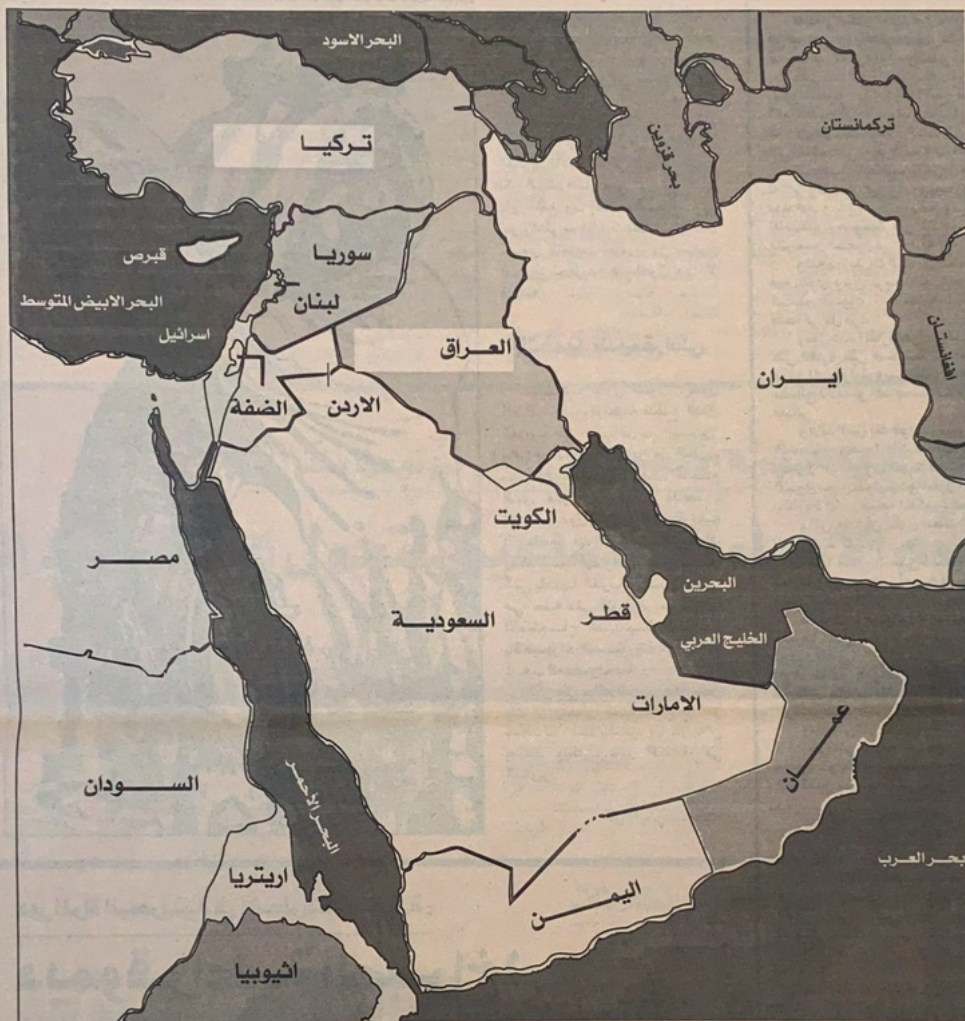 البحر الاسود
تركمانستان
تركيا
بحر قزوين
قبرص
سوريا
البحر الابيض المتوسط
لبنان
اسرائيل
العراق
افغانستان
ايران
الضفة
الاردن
الكويت
مصر
البحرين
قطر
السعودية
الخليج العربي
الامارات
عمان
السودان
البحر الأحمر
بحر العرب
اريتريا
اليمن
اثيوبيا